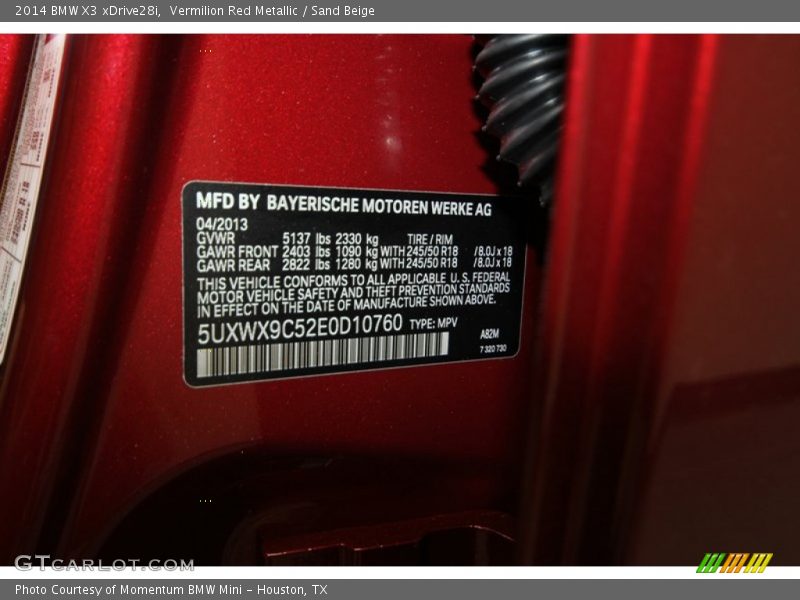 2014 BMW X3 xDrive28i, Vermilion Red Metallic / Sand Beige
MFD BY BAYERISCHE MOTOREN WERKE AG
04/2013
GVWR 5137 lbs 2330 kg TIRE / RIM
GAWR FRONT 2403 lbs 1090 kg WITH 245/50 R18 /8.0J x 18
GAWR REAR 2822 lbs 1280 kg WITH 245/50 R18 /8.0J x 18
THIS VEHICLE CONFORMS TO ALL APPLICABLE U.S. FEDERAL
MOTOR VEHICLE SAFETY AND THEFT PREVENTION STANDARDS
IN EFFECT ON THE DATE OF MANUFACTURE SHOWN ABOVE.
5UXWX9C52E0D10760 TYPE: MPV
A82M
7 320 730
GTCARLOT.COM
Photo Courtesy of Momentum BMW Mini - Houston, TX